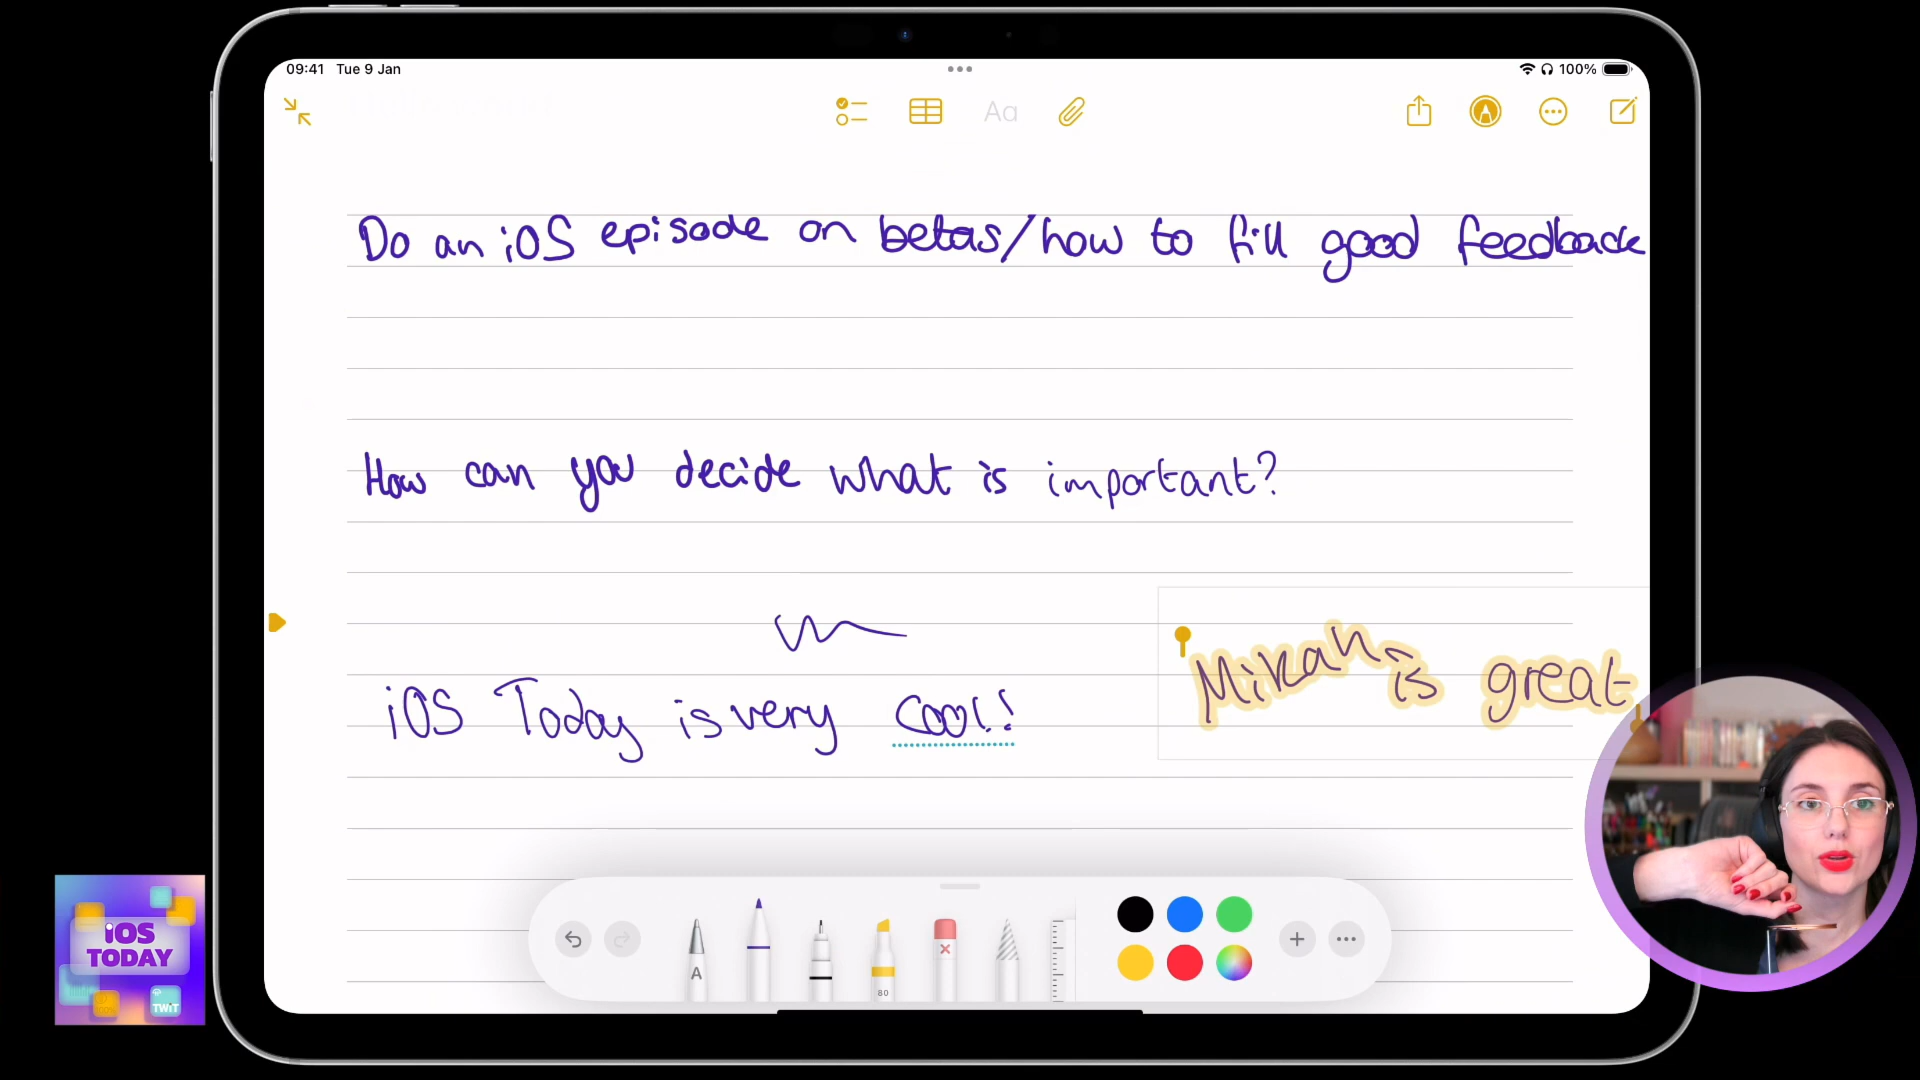 09:41 Tue 9 Jan
100%
Aa
Do an iOS episode on betas/how to fill good feedback
How can you decide what is important?
Mikah is great
iOS Today is very cool!
A
80
iOS
TODAY
TWiT